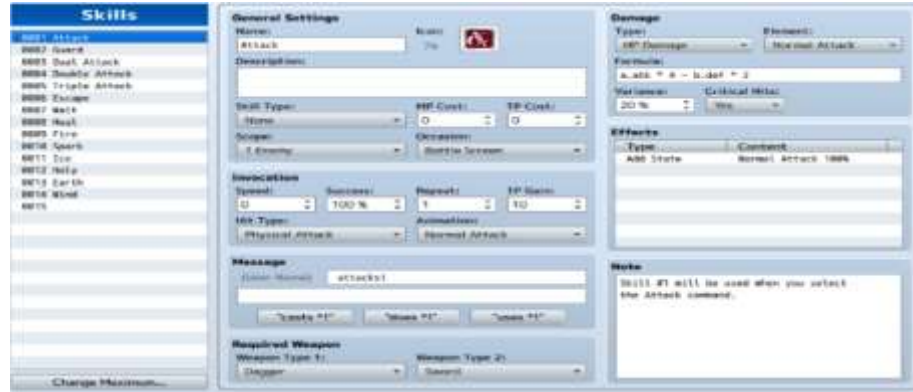 Skills
0001 Attack
0002 Guard
0003 Dual Attack
0004 Double Attack
0005 Triple Attack
0006 Escape
0007 Wait
0008 Heal
0009 Fire
0010 Spark
0011 Ice
0012 Holy
0013 Earth
0014 Wind
0015
Change Maximum...
General Settings
Name: Icon:
Attack 76
Description:
Skill Type: MP Cost: TP Cost:
None 0 0
Scope: Occasion:
1 Enemy Battle Screen
Invocation
Speed: Success: Repeat: TP Gain:
0 100 % 1 10
Hit Type: Animation:
Physical Attack Normal Attack
Message
(User Name) attacks!
"casts *!" "does *!" "uses *!"
Required Weapon
Weapon Type 1: Weapon Type 2:
Dagger Sword
Damage
Type: Element:
HP Damage Normal Attack
Formula:
a.atk * 4 - b.def * 2
Variance: Critical Hits:
20 % Yes
Effects
Type Content
Add State Normal Attack 100%
Note
Skill #1 will be used when you select
the Attack command.